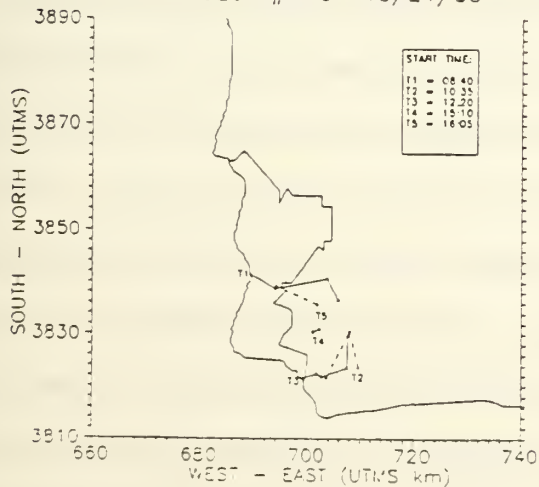 START TIME:
T1 = 08:40
T2 = 10:35
T3 = 12:20
T4 = 15:10
T5 = 16:05
SOUTH - NORTH (UTMS)
3890
3870
3850
3830
3810
T1
T5
T4
T3
T2
660
680
700
720
740
WEST - EAST (UTMS km)